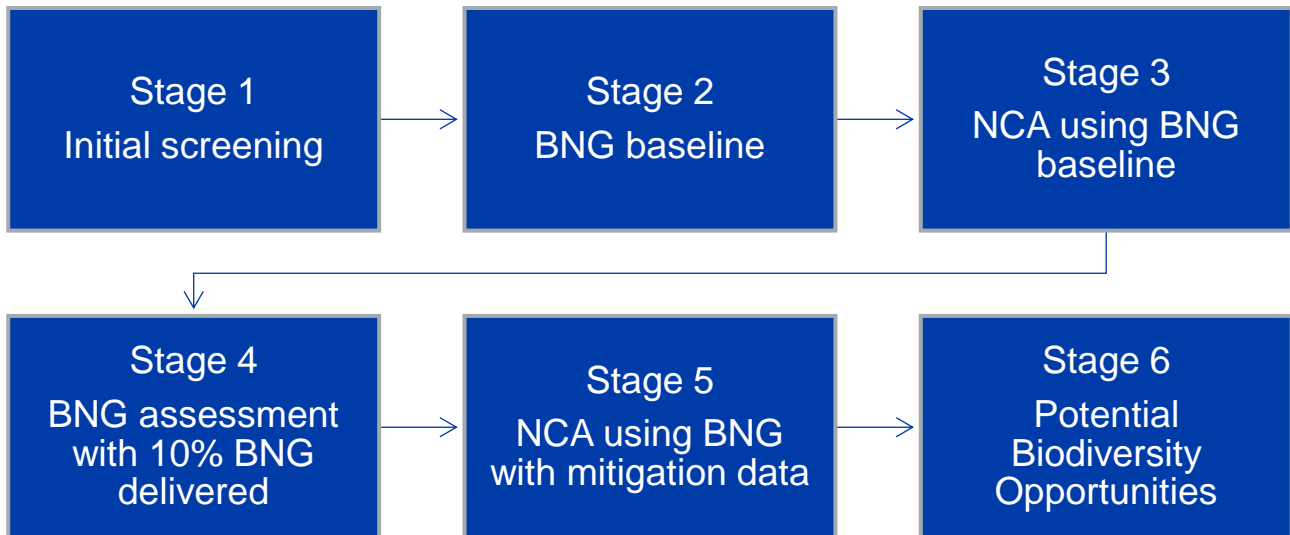 Stage 1
Initial screening
Stage 2
BNG baseline
Stage 3
NCA using BNG
baseline
Stage 4
BNG assessment
with 10% BNG
delivered
Stage 5
NCA using BNG
with mitigation data
Stage 6
Potential
Biodiversity
Opportunities